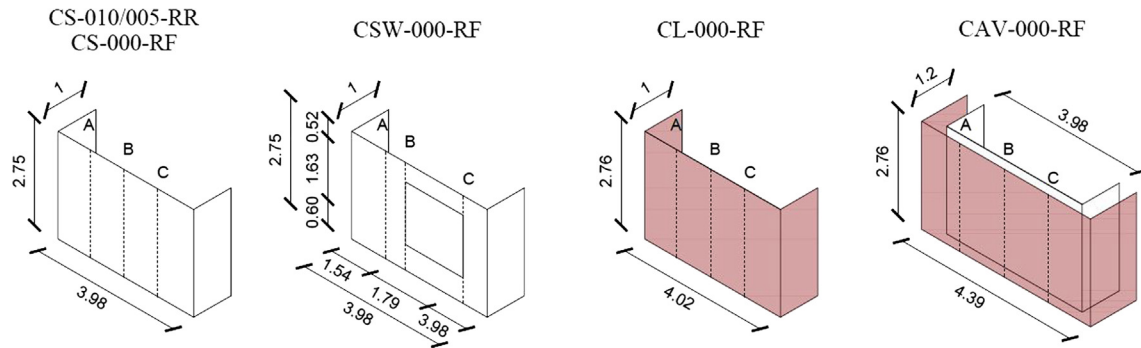 CS-010/005-RR
CS-000-RF
1
A
B
C
2.75
3.98
CSW-000-RF
1
A
B
C
2.75
0.52
1.63
0.60
1.54
1.79
3.98
3.98
CL-000-RF
1
A
B
C
2.76
4.02
CAV-000-RF
1.2
A
B
C
3.98
2.76
4.39